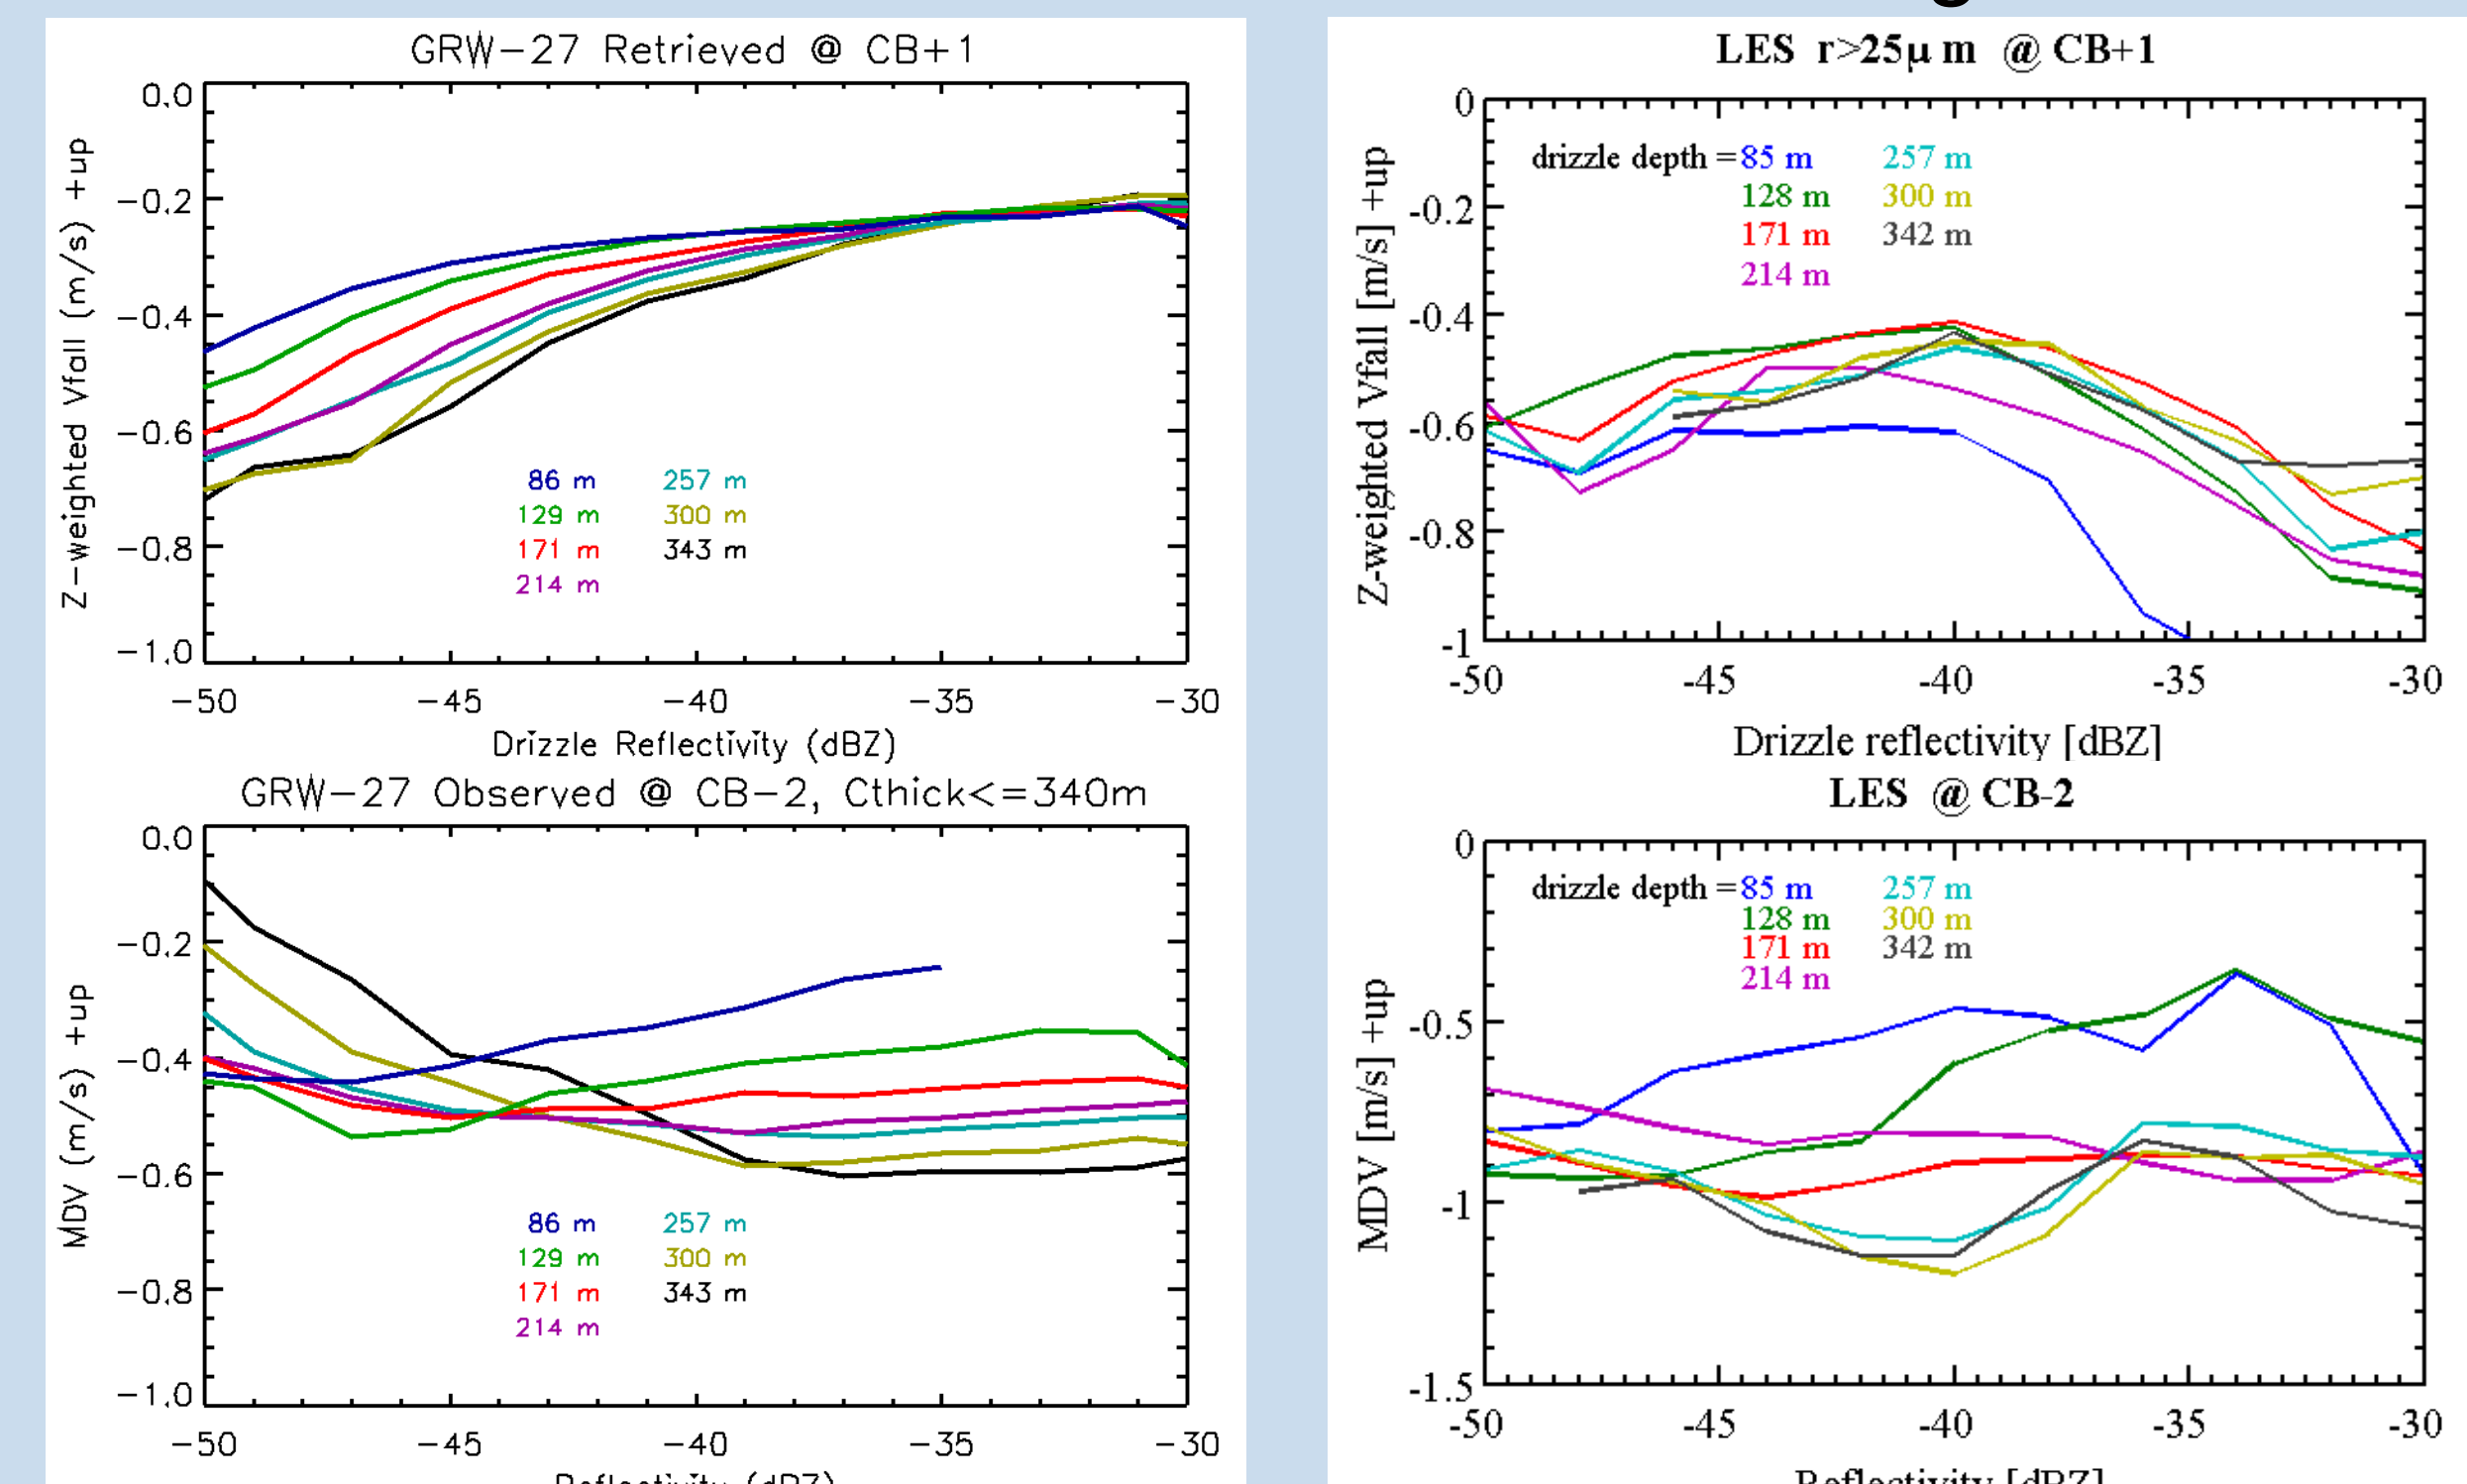 GRW-27 Retrieved @ CB+1
Z-weighted Vfall (m/s) +up
0.0
-0.2
-0.4
-0.6
-0.8
-1.0
86 m 257 m
129 m 300 m
171 m 343 m
214 m
-50 -45 -40 -35 -30
Drizzle Reflectivity (dBZ)
LES r>25μ m @ CB+1
Z-weighted Vfall [m/s] +up
0
-0.2
-0.4
-0.6
-0.8
-1
drizzle depth = 85 m 257 m
128 m 300 m
171 m 342 m
214 m
-50 -45 -40 -35 -30
Drizzle reflectivity [dBZ]
GRW-27 Observed @ CB-2, Cthick<=340m
MDV (m/s) +up
0.0
-0.2
-0.4
-0.6
-0.8
-1.0
86 m 257 m
129 m 300 m
171 m 343 m
214 m
-50 -45 -40 -35 -30
Reflectivity (dBZ)
LES @ CB-2
MDV [m/s] +up
0
-0.5
-1
-1.5
drizzle depth = 85 m 257 m
128 m 300 m
171 m 342 m
214 m
-50 -45 -40 -35 -30
Reflectivity [dBZ]